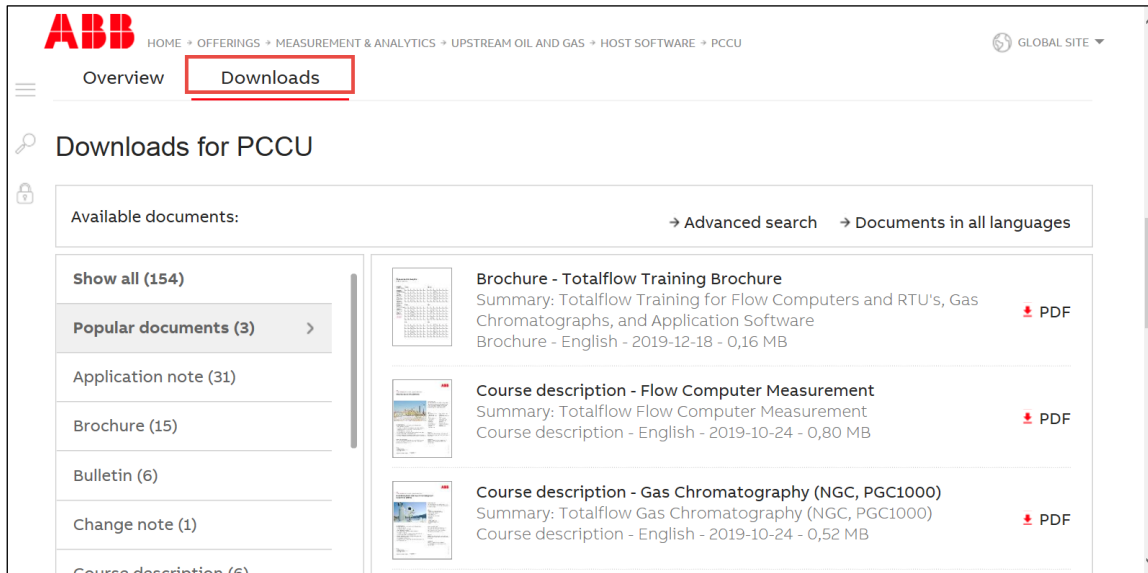 ABB
HOME → OFFERINGS → MEASUREMENT & ANALYTICS → UPSTREAM OIL AND GAS → HOST SOFTWARE → PCCU
GLOBAL SITE
Overview
Downloads
Downloads for PCCU
Available documents:
→ Advanced search
→ Documents in all languages
Show all (154)
Popular documents (3)
Application note (31)
Brochure (15)
Bulletin (6)
Change note (1)
Course description (6)
Brochure - Totalflow Training Brochure
Summary: Totalflow Training for Flow Computers and RTU's, Gas
Chromatographs, and Application Software
Brochure - English - 2019-12-18 - 0,16 MB
PDF
Course description - Flow Computer Measurement
Summary: Totalflow Flow Computer Measurement
Course description - English - 2019-10-24 - 0,80 MB
PDF
Course description - Gas Chromatography (NGC, PGC1000)
Summary: Totalflow Gas Chromatography (NGC, PGC1000)
Course description - English - 2019-10-24 - 0,52 MB
PDF